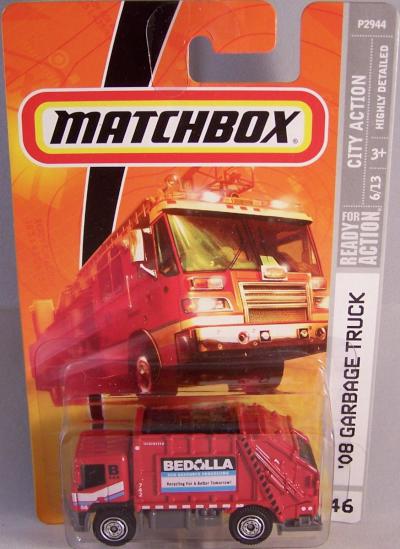 P2944
MATCHBOX
CITY ACTION
HIGHLY DETAILED
3+
6/13
READY FOR
ACTION
'08 GARBAGE TRUCK
46
B
BEDOLLA
Recycling For A Better Tomorrow!